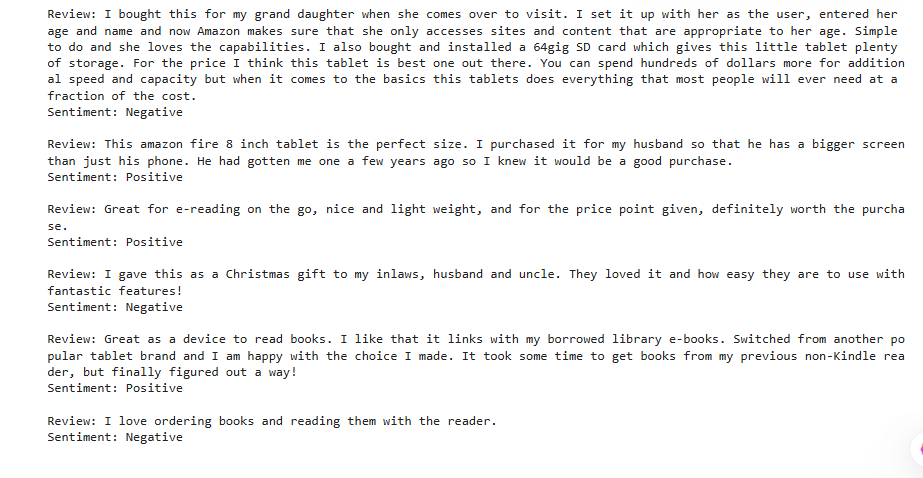 Review: I bought this for my grand daughter when she comes over to visit. I set it up with her as the user, entered her
age and name and now Amazon makes sure that she only accesses sites and content that are appropriate to her age. Simple
to do and she loves the capabilities. I also bought and installed a 64gig SD card which gives this little tablet plenty
of storage. For the price I think this tablet is best one out there. You can spend hundreds of dollars more for addition
al speed and capacity but when it comes to the basics this tablets does everything that most people will ever need at a
fraction of the cost.
Sentiment: Negative
Review: This amazon fire 8 inch tablet is the perfect size. I purchased it for my husband so that he has a bigger screen
than just his phone. He had gotten me one a few years ago so I knew it would be a good purchase.
Sentiment: Positive
Review: Great for e-reading on the go, nice and light weight, and for the price point given, definitely worth the purcha
se.
Sentiment: Positive
Review: I gave this as a Christmas gift to my inlaws, husband and uncle. They loved it and how easy they are to use with
fantastic features!
Sentiment: Negative
Review: Great as a device to read books. I like that it links with my borrowed library e-books. Switched from another po
pular tablet brand and I am happy with the choice I made. It took some time to get books from my previous non-Kindle rea
der, but finally figured out a way!
Sentiment: Positive
Review: I love ordering books and reading them with the reader.
Sentiment: Negative